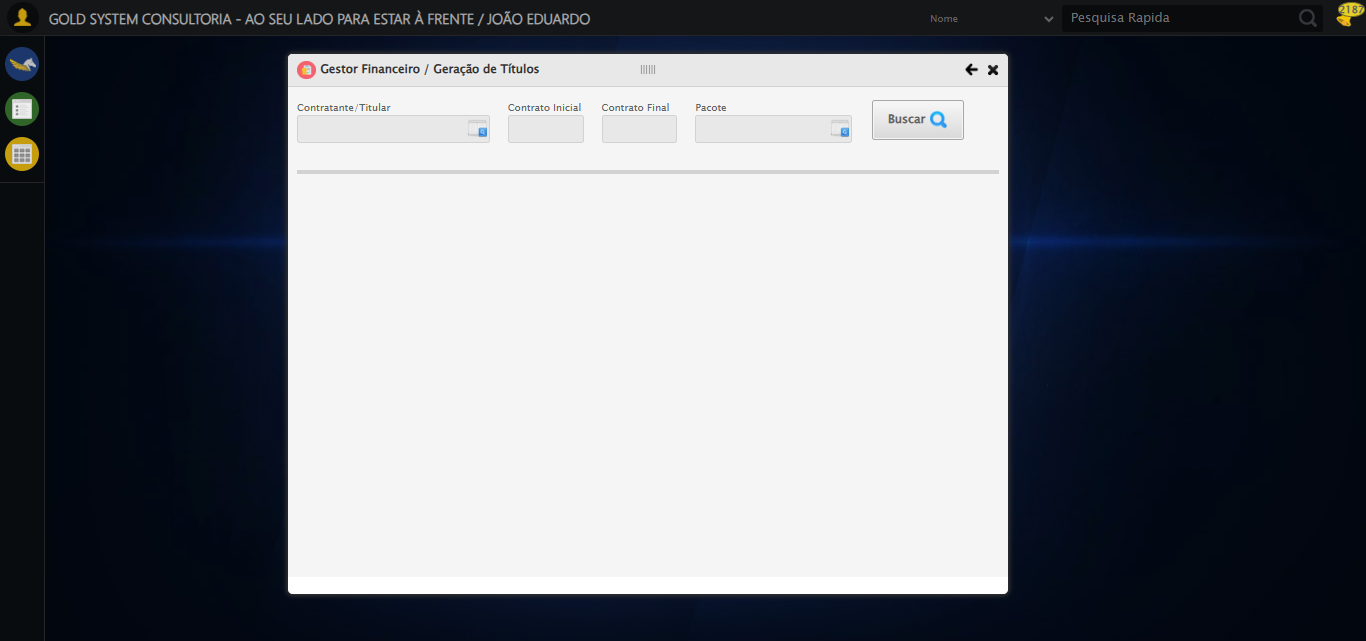 GOLD SYSTEM CONSULTORIA - AO SEU LADO PARA ESTAR À FRENTE / JOÃO EDUARDO
Nome
Pesquisa Rapida
2187
Gestor Financeiro / Geração de Títulos
Contratante/Titular
Contrato Inicial
Contrato Final
Pacote
Buscar